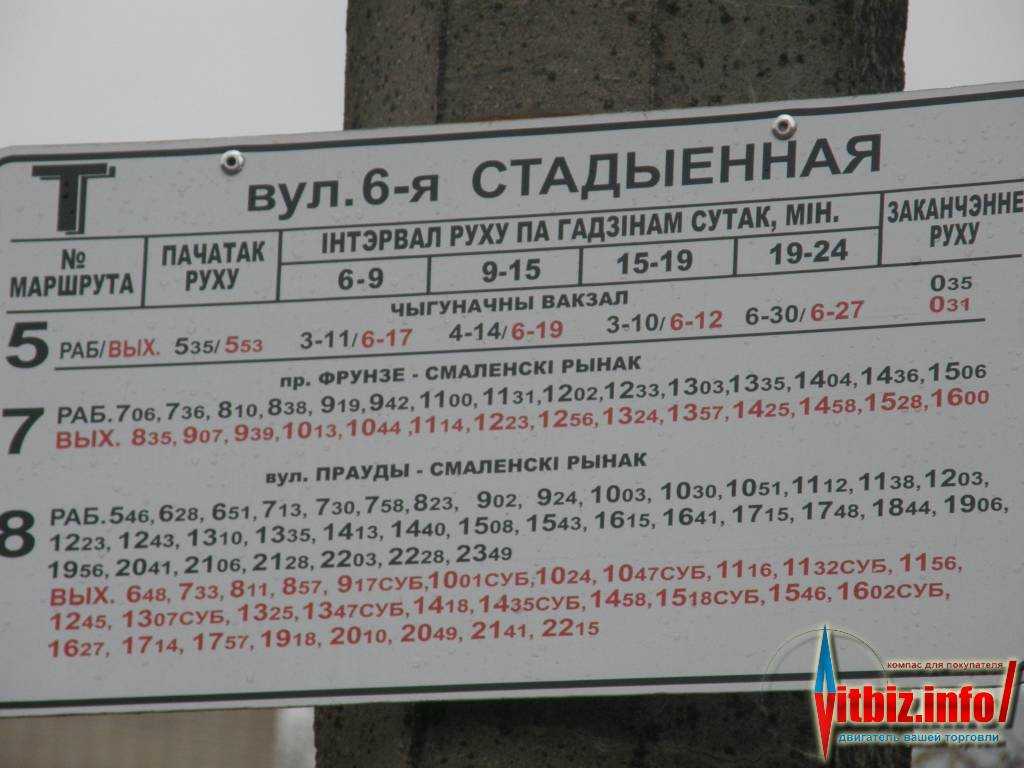 Т вул. 6-я СТАДЫЕННАЯ
№ МАРШРУТА ПАЧАТАК РУХУ ІНТЭРВАЛ РУХУ ПА ГАДЗІНАМ СУТАК, МІН. ЗАКАНЧЭННЕ РУХУ
6-9 9-15 15-19 19-24
ЧЫГУНАЧНЫ ВАКЗАЛ
5 РАБ/ВЫХ. 535/553 3-11/6-17 4-14/6-19 3-10/6-12 6-30/6-27 035
031
пр. ФРУНЗЕ - СМАЛЕНСКІ РЫНАК
7 РАБ. 706, 736, 810, 838, 919, 942, 1100, 1131, 1202, 1233, 1303, 1335, 1404, 1436, 1506
ВЫХ. 835, 907, 939, 1013, 1044, 1114, 1223, 1256, 1324, 1357, 1425, 1458, 1528, 1600
вул. ПРАУДЫ - СМАЛЕНСКІ РЫНАК
8 РАБ. 546, 628, 651, 713, 730, 758, 823, 902, 924, 1003, 1030, 1051, 1112, 1138, 1203,
1223, 1243, 1310, 1335, 1413, 1440, 1508, 1543, 1615, 1641, 1715, 1748, 1844, 1906,
1956, 2041, 2106, 2128, 2203, 2228, 2349
ВЫХ. 648, 733, 811, 857, 917СУБ, 1001СУБ, 1024, 1047СУБ, 1116, 1132СУБ, 1156,
1245, 1307СУБ, 1325, 1347СУБ, 1418, 1435СУБ, 1458, 1518СУБ, 1546, 1602СУБ,
1627, 1714, 1757, 1918, 2010, 2049, 2141, 2215
компас для покупателя
vitbiz.info/
двигатель вашей торговли